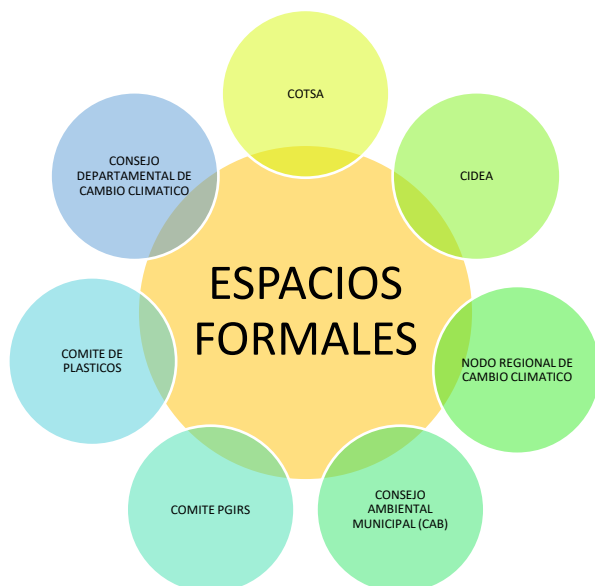 COTSA
CIDEA
NODO REGIONAL DE
CAMBIO CLIMATICO
CONSEJO
AMBIENTAL
MUNICIPAL (CAB)
COMITE PGIRS
COMITE DE
PLASTICOS
CONSEJO
DEPARTAMENTAL DE
CAMBIO CLIMATICO
ESPACIOS
FORMALES